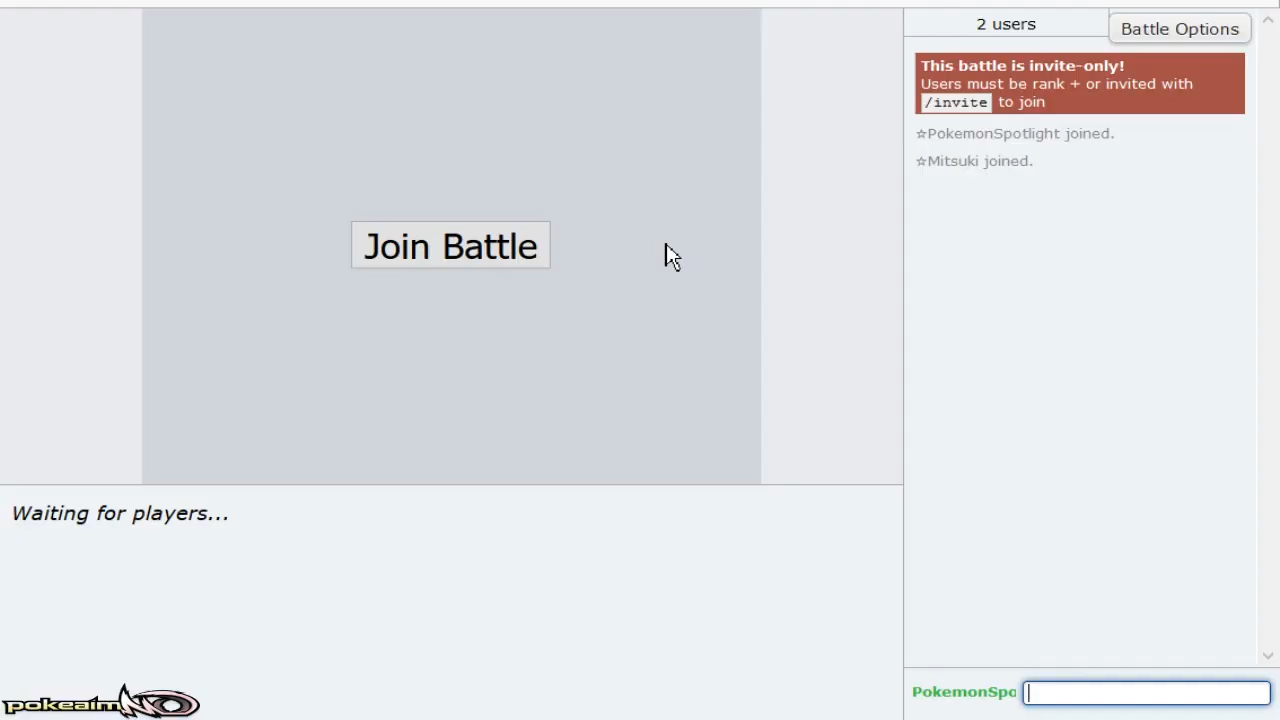 2 users
Battle Options
This battle is invite-only!
Users must be rank + or invited with
/invite to join
☆PokemonSpotlight joined.
☆Mitsuki joined.
Join Battle
Waiting for players...
PokemonSpo
pokeaimMD